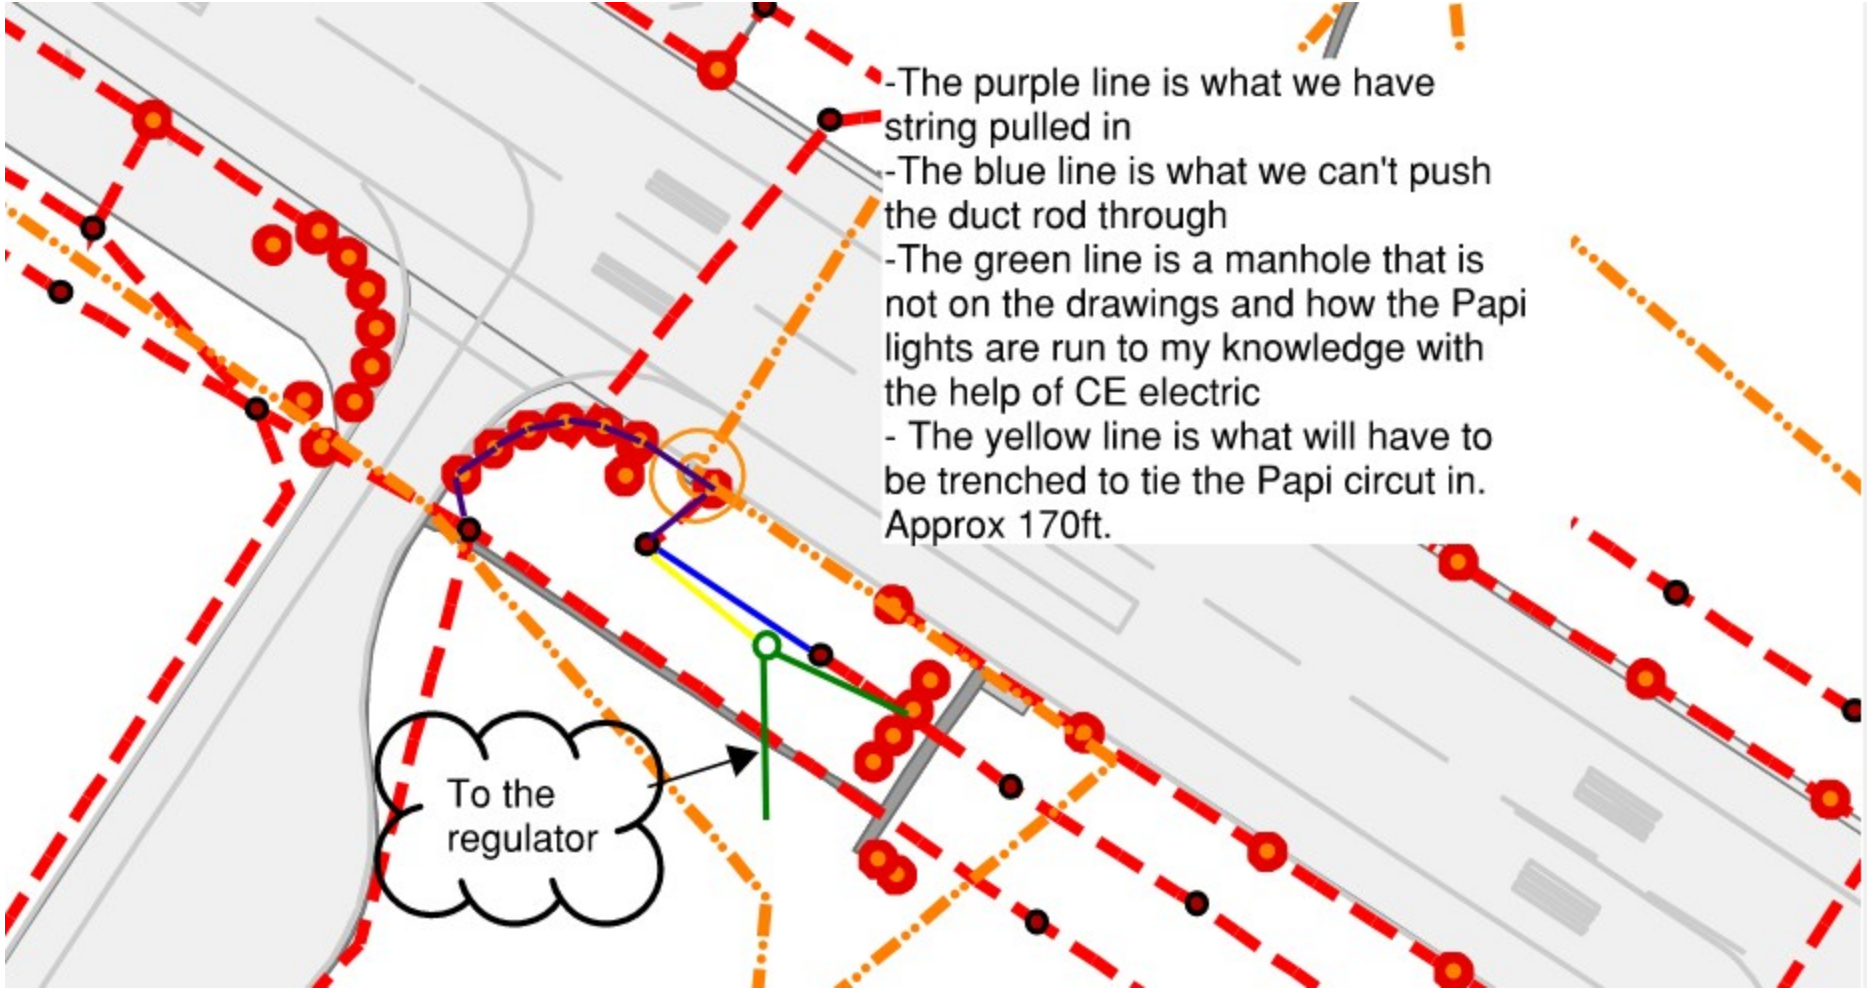 -The purple line is what we have
string pulled in
-The blue line is what we can't push
the duct rod through
-The green line is a manhole that is
not on the drawings and how the Papi
lights are run to my knowledge with
the help of CE electric
- The yellow line is what will have to
be trenched to tie the Papi circut in.
Approx 170ft.
To the
regulator